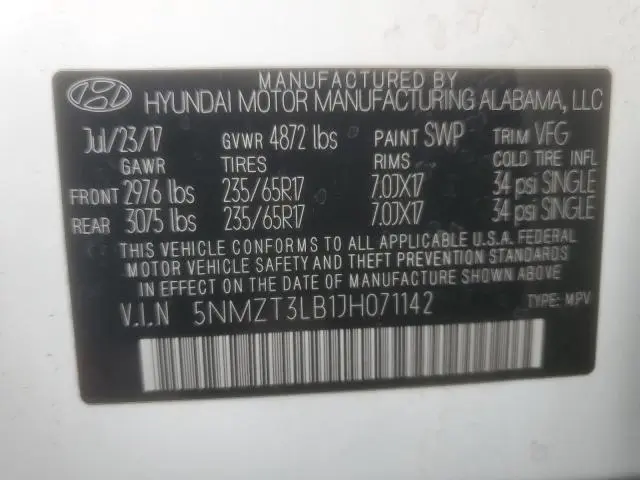 MANUFACTURED BY
HYUNDAI MOTOR MANUFACTURING ALABAMA, LLC
Jul/23/17 GVWR 4872 lbs PAINT SWP TRIM VFG
GAWR TIRES RIMS COLD TIRE INFL
FRONT 2976 lbs 235/65R17 7.0JX17 34 psi SINGLE
REAR 3075 lbs 235/65R17 7.0JX17 34 psi SINGLE
THIS VEHICLE CONFORMS TO ALL APPLICABLE U.S.A. FEDERAL
MOTOR VEHICLE SAFETY AND THEFT PREVENTION STANDARDS
IN EFFECT ON THE DATE OF MANUFACTURE SHOWN ABOVE.
V.I.N 5NMZT3LB1JH071142 TYPE: MPV